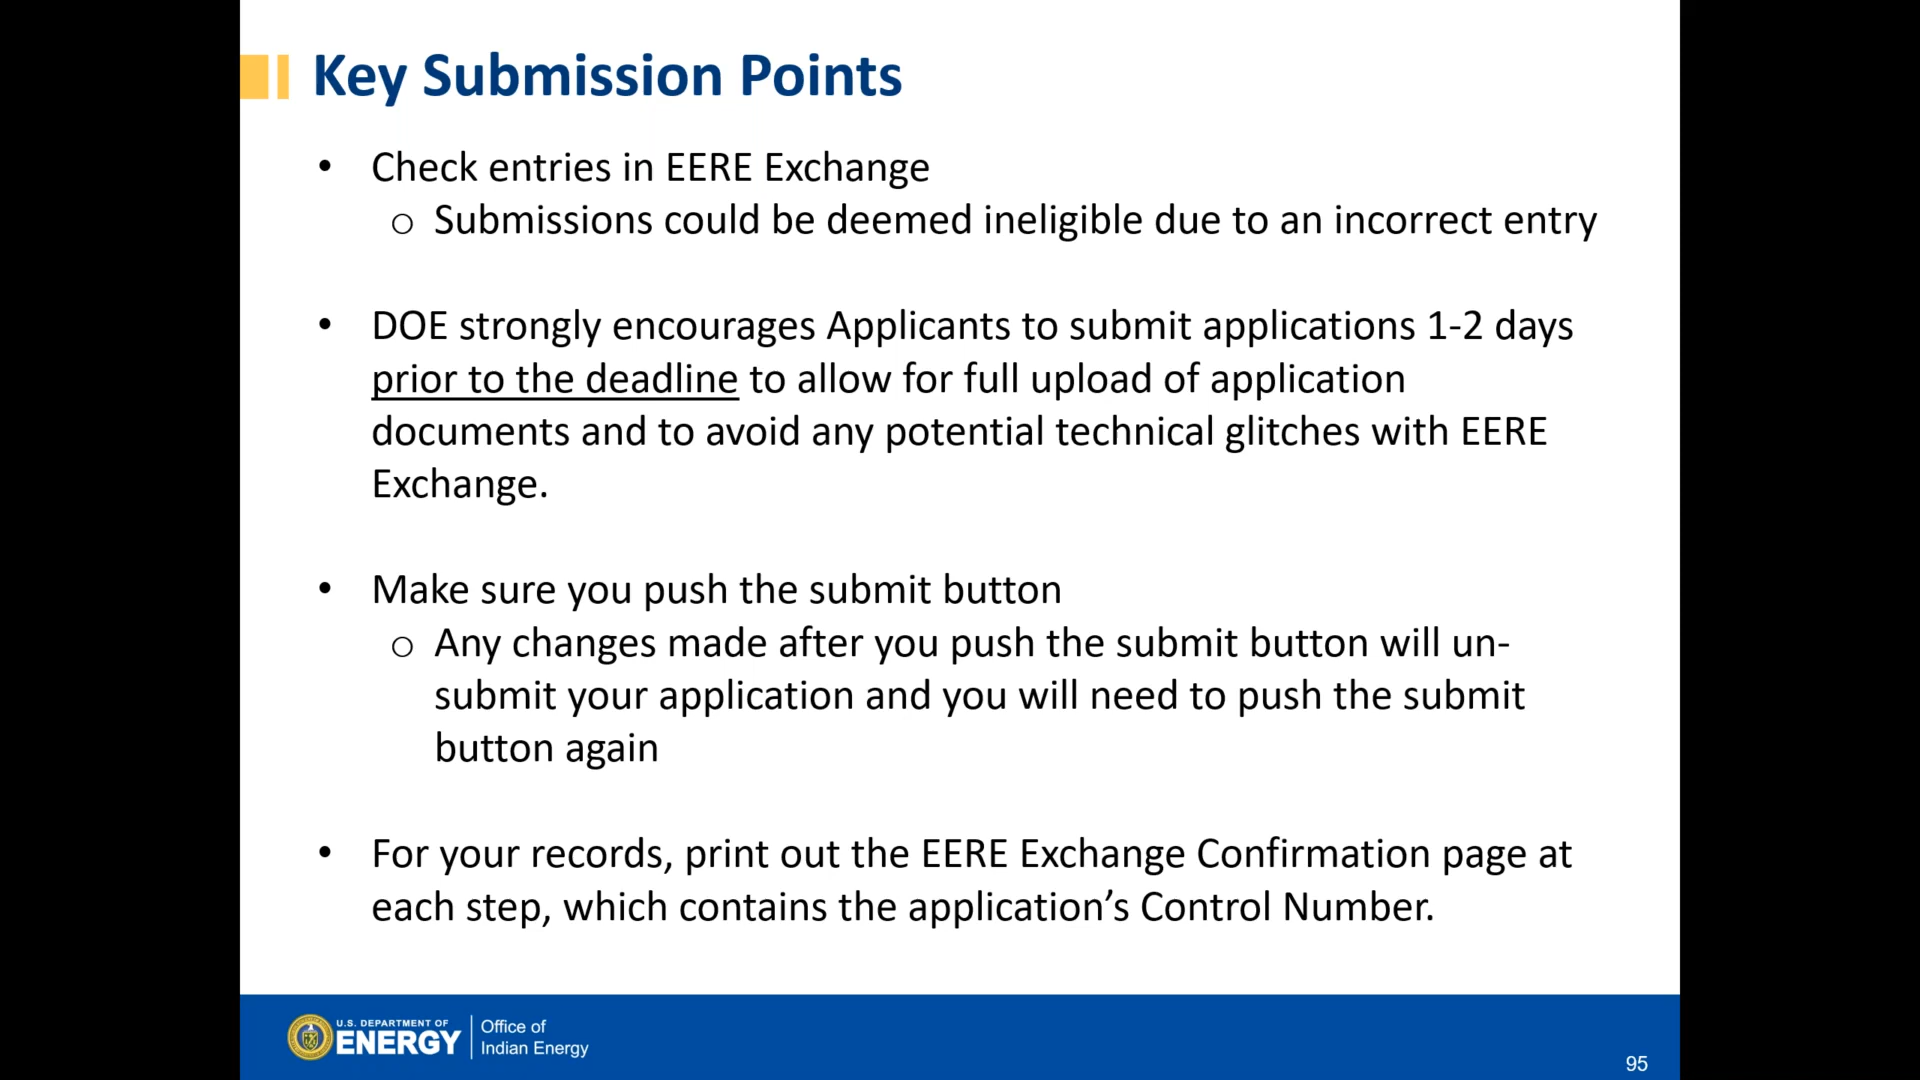 Key Submission Points
• Check entries in EERE Exchange
o Submissions could be deemed ineligible due to an incorrect entry
• DOE strongly encourages Applicants to submit applications 1-2 days
prior to the deadline to allow for full upload of application
documents and to avoid any potential technical glitches with EERE
Exchange.
• Make sure you push the submit button
o Any changes made after you push the submit button will un-
submit your application and you will need to push the submit
button again
• For your records, print out the EERE Exchange Confirmation page at
each step, which contains the application’s Control Number.
U.S. DEPARTMENT OF
ENERGY
Office of
Indian Energy
95